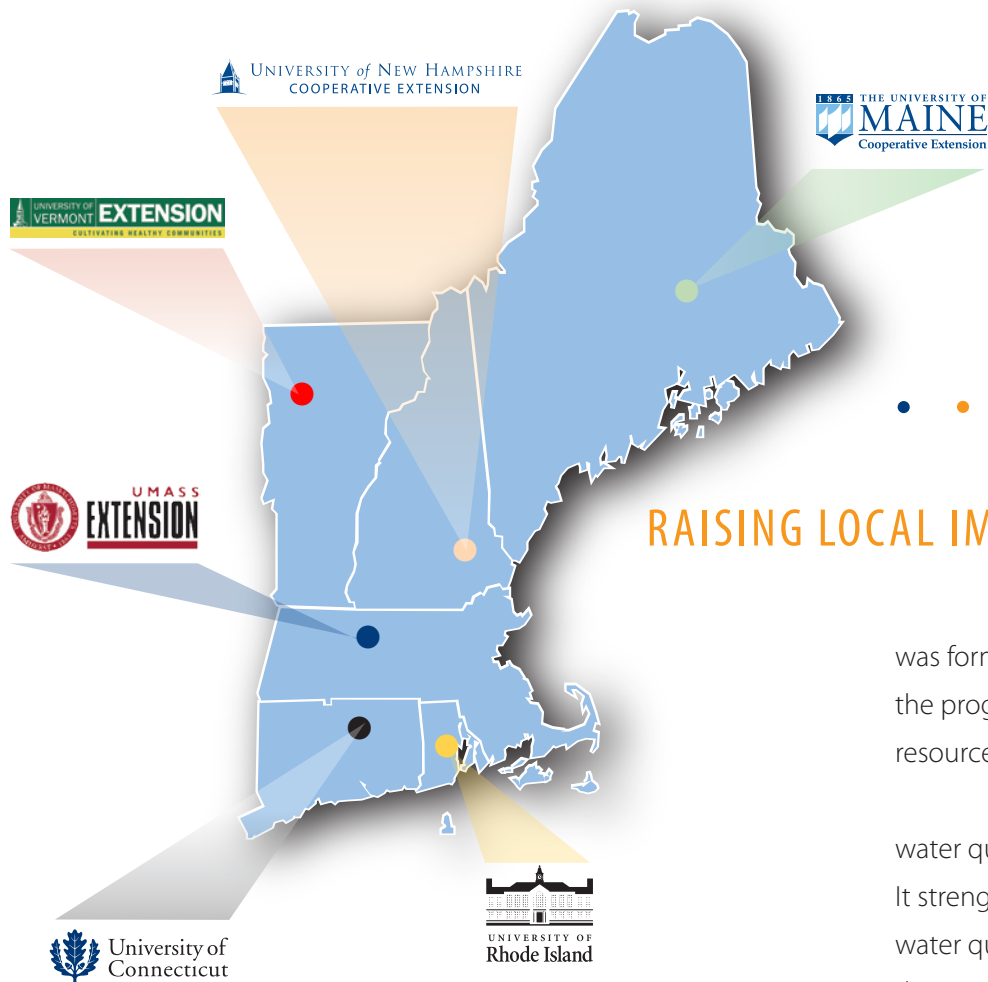 UNIVERSITY of NEW HAMPSHIRE
COOPERATIVE EXTENSION
1865 THE UNIVERSITY OF
MAINE
Cooperative Extension
UNIVERSITY OF
VERMONT EXTENSION
CULTIVATING HEALTHY COMMUNITIES
UMASS
EXTENSION
RAISING LOCAL IM
was forn
the prog
resource
water qu
It streng
water qu
University of
Connecticut
UNIVERSITY OF
Rhode Island